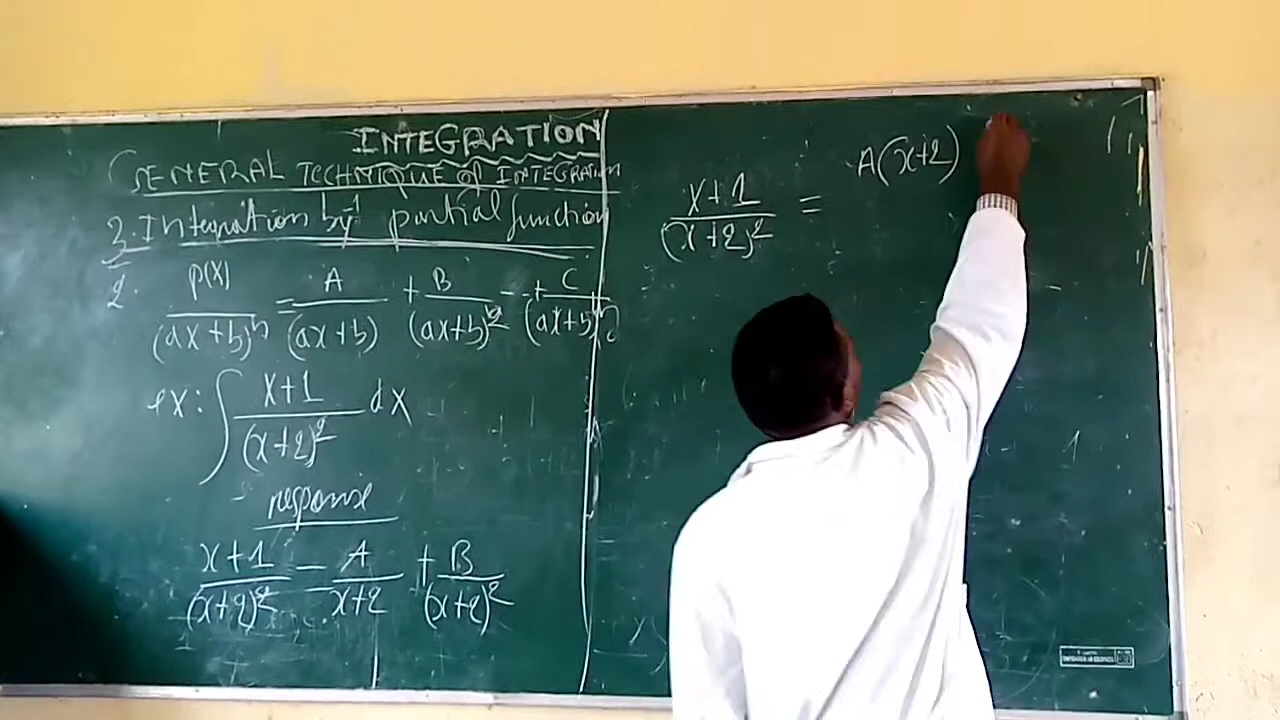 INTEGRATION
GENERAL TECHNIQUE of INTEGRATION
3. Integration by partial function
2. p(x)/(ax+b)^n = A/(ax+b) + B/(ax+b)^2 --+ C/(ax+b)^n
ex: ∫ x+1/(x+2)^2 dx
response
x+1/(x+2)^2 = A/x+2 + B/(x+2)^2
x+1/(x+2)^2 = A(x+2)